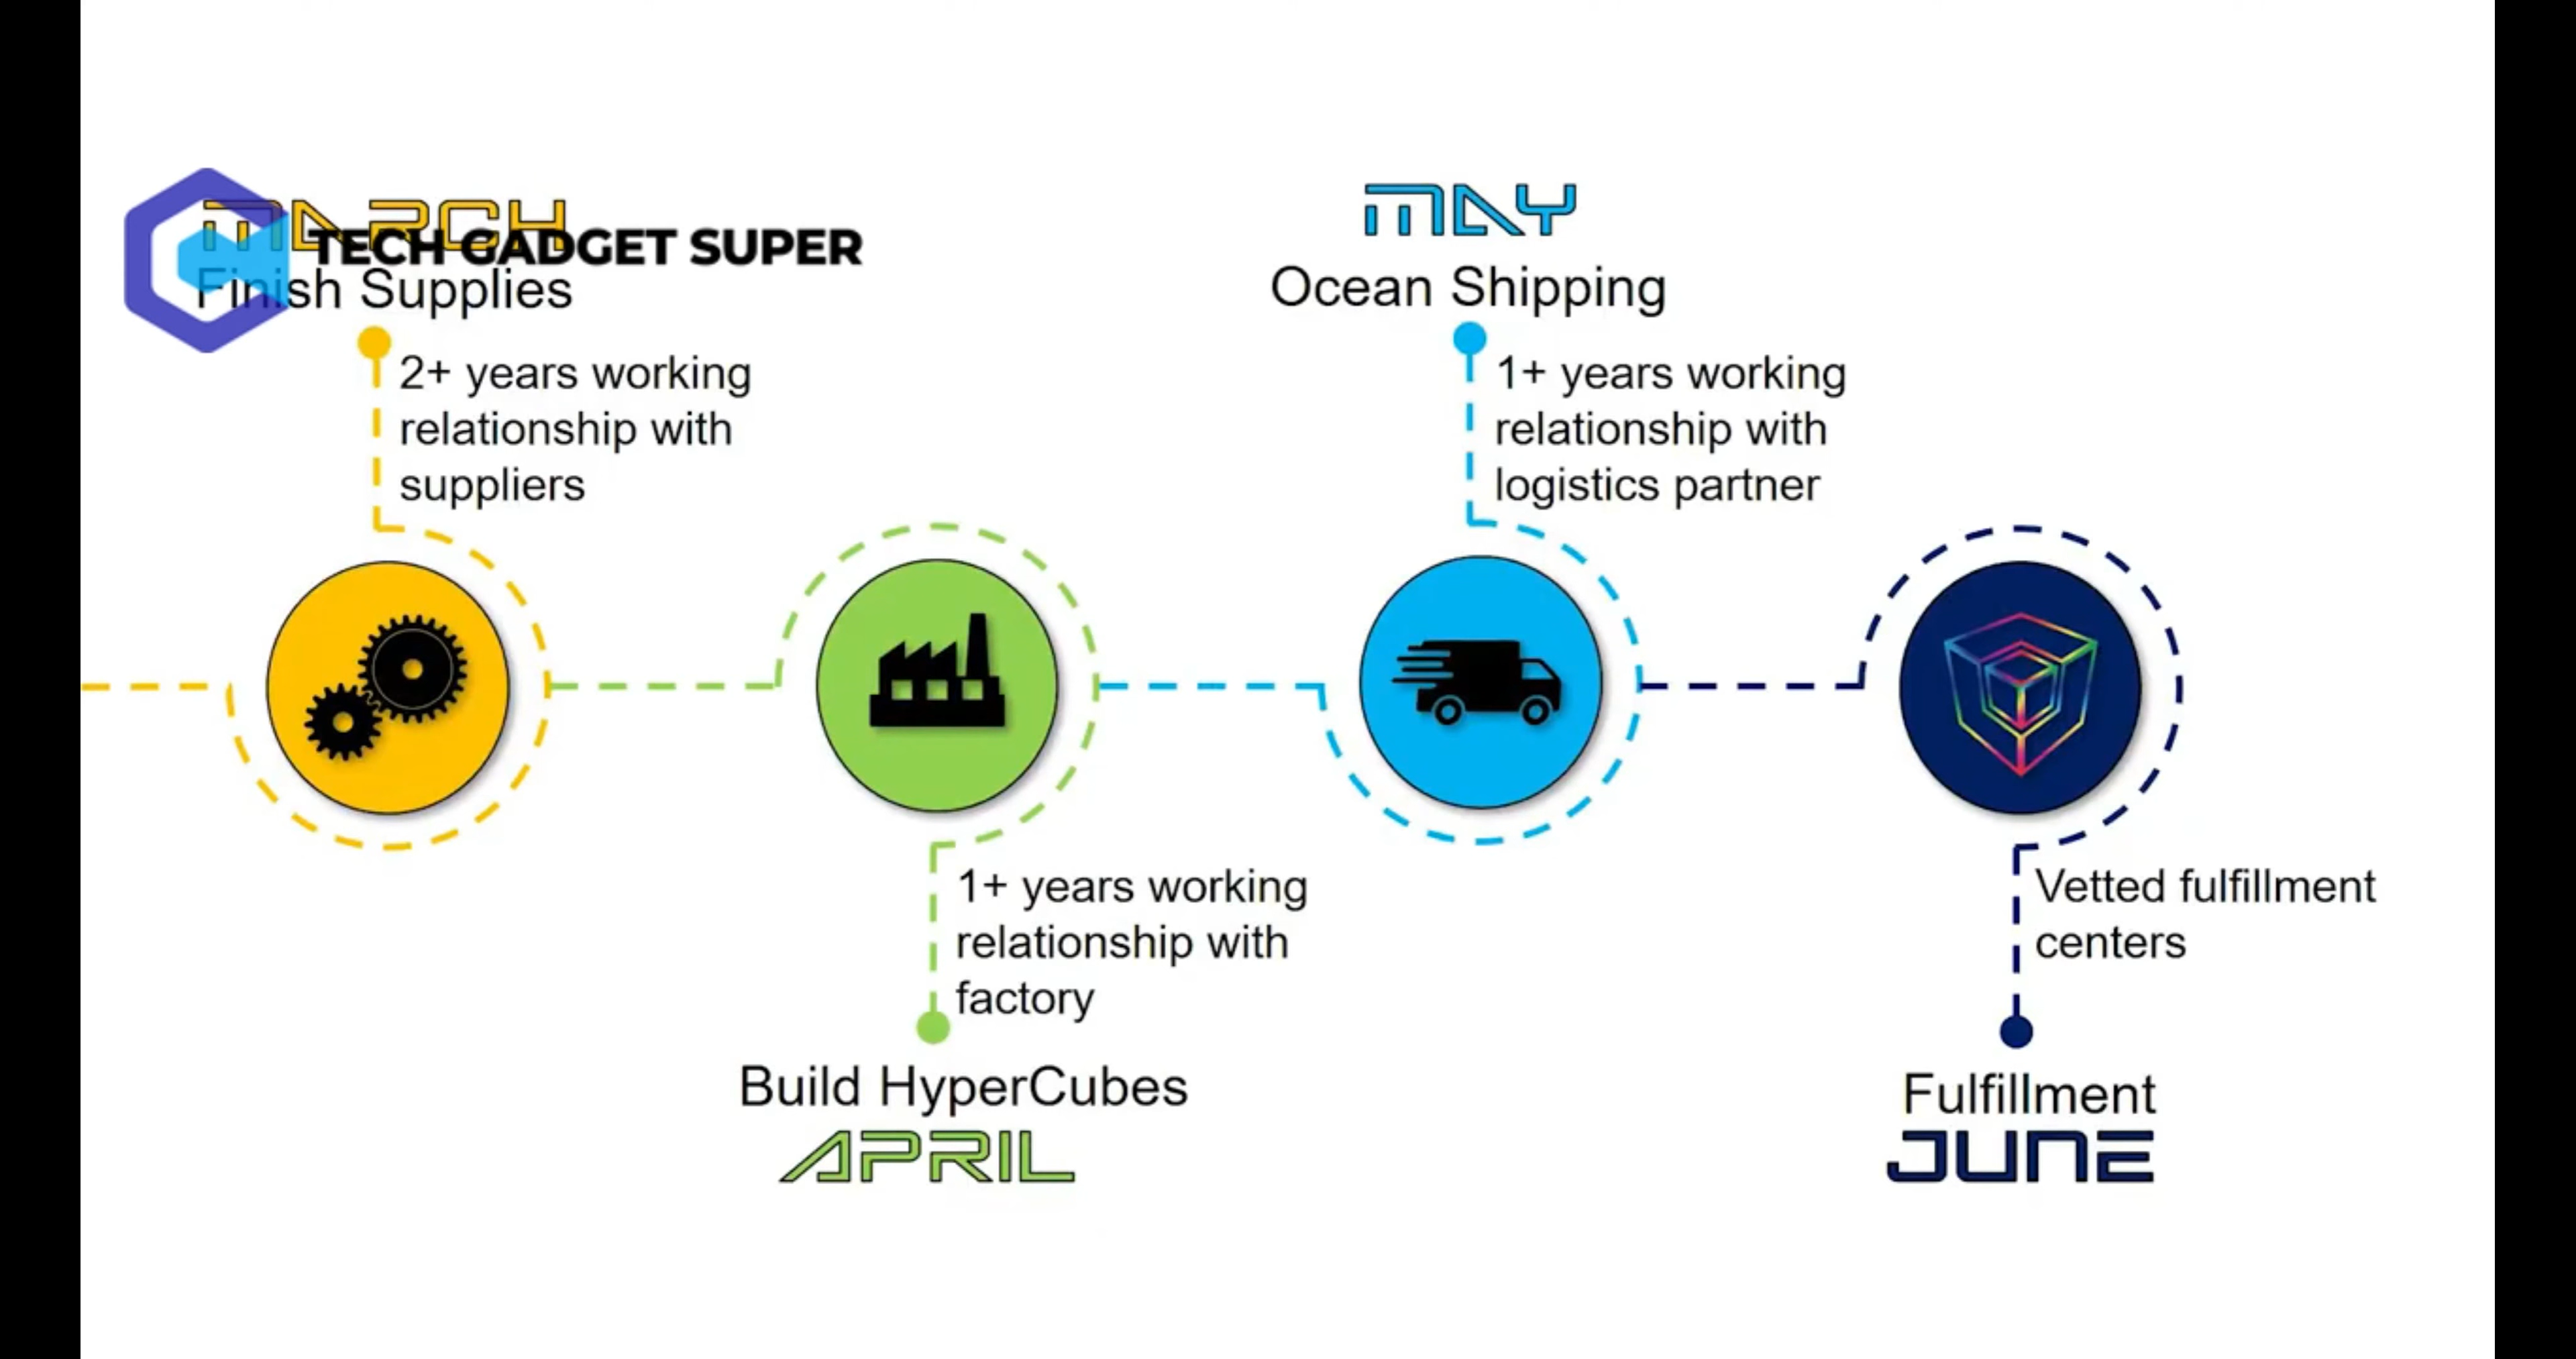 MARCH
TECH GADGET SUPER
Finish Supplies
2+ years working
relationship with
suppliers
1+ years working
relationship with
factory
Build HyperCubes
APRIL
MAY
Ocean Shipping
1+ years working
relationship with
logistics partner
Vetted fulfillment
centers
Fulfillment
JUNE